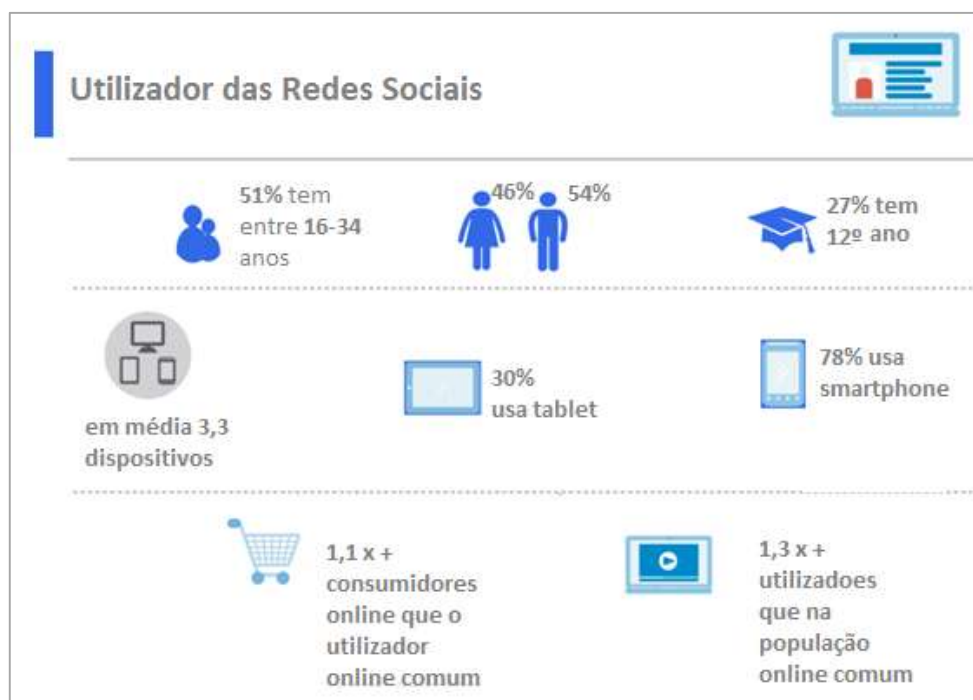 Utilizador das Redes Sociais
51% tem
entre 16-34
anos
46%
54%
27% tem
12º ano
em média 3,3
dispositivos
30%
usa tablet
78% usa
smartphone
1,1 x +
consumidores
online que o
utilizador
online comum
1,3 x +
utilizadoes
que na
população
online comum